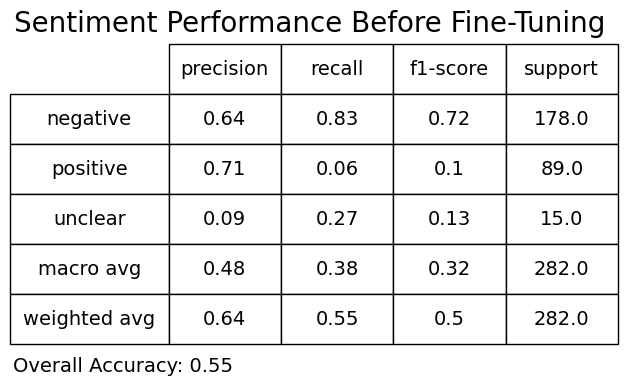 Sentiment Performance Before Fine-Tuning
precision recall f1-score support
negative 0.64 0.83 0.72 178.0
positive 0.71 0.06 0.1 89.0
unclear 0.09 0.27 0.13 15.0
macro avg 0.48 0.38 0.32 282.0
weighted avg 0.64 0.55 0.5 282.0
Overall Accuracy: 0.55